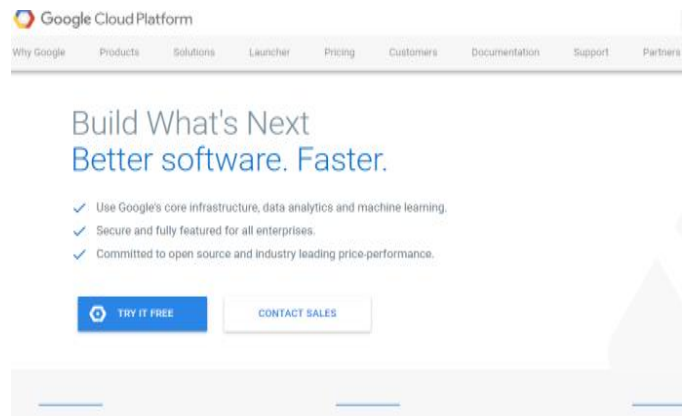 Google Cloud Platform
Why Google Products Solutions Launcher Pricing Customers Documentation Support Partners
Build What's Next
Better software. Faster.
Use Google's core infrastructure, data analytics and machine learning.
Secure and fully featured for all enterprises.
Committed to open source and industry leading price-performance.
TRY IT FREE CONTACT SALES